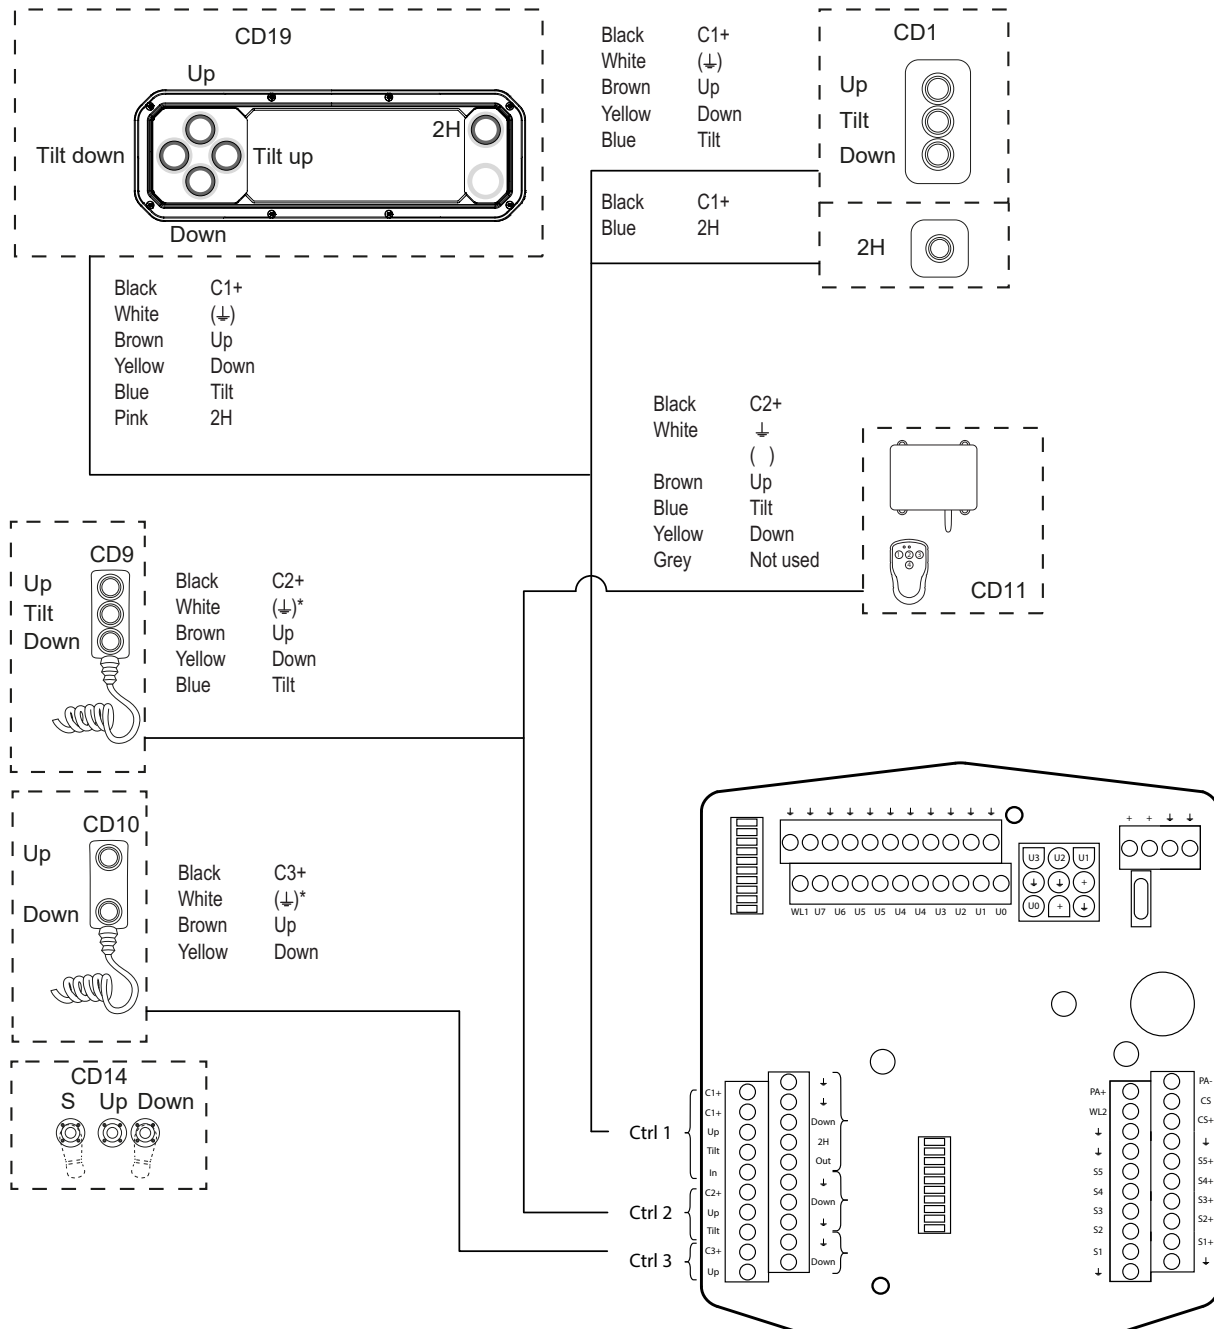 CD19
Up
2H
Tilt down
Tilt up
Down
Black C1+
White (⏚)
Brown Up
Yellow Down
Blue Tilt
Pink 2H
Black C1+
White (⏚)
Brown Up
Yellow Down
Blue Tilt
Black C1+
Blue 2H
CD1
Up
Tilt
Down
2H
Black C2+
White ⏚
( )
Brown Up
Blue Tilt
Yellow Down
Grey Not used
1 2 3
4
CD11
CD9
Up
Tilt
Down
Black C2+
White (⏚)*
Brown Up
Yellow Down
Blue Tilt
CD10
Up
Down
Black C3+
White (⏚)*
Brown Up
Yellow Down
CD14
S Up Down
+ +
U3 U2 U1
+
U0 +
WL1 U7 U6 U5 U5 U4 U4 U3 U2 U1 U0
Ctrl 1
C1+
C1+
Up
Tilt
In
Down
2H
Out
Ctrl 2
C2+
Up
Tilt
Down
Ctrl 3
C3+
Up
Down
PA+
WL2
S5
S4
S3
S2
S1
PA-
CS
CS+
S5+
S4+
S3+
S2+
S1+